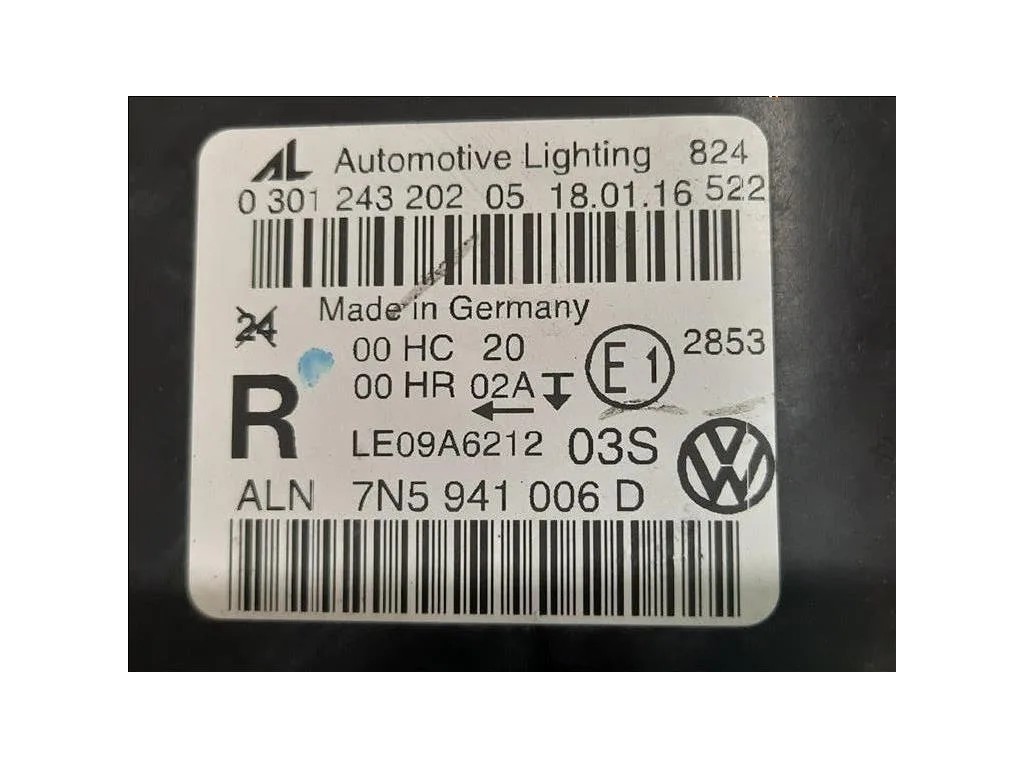 AL Automotive Lighting 824
0 301 243 202 05 18.01.16 522
Made in Germany
24
00 HC 20
E1 2853
00 HR 02A
R
LE09A6212 03S
VW
ALN 7N5 941 006 D